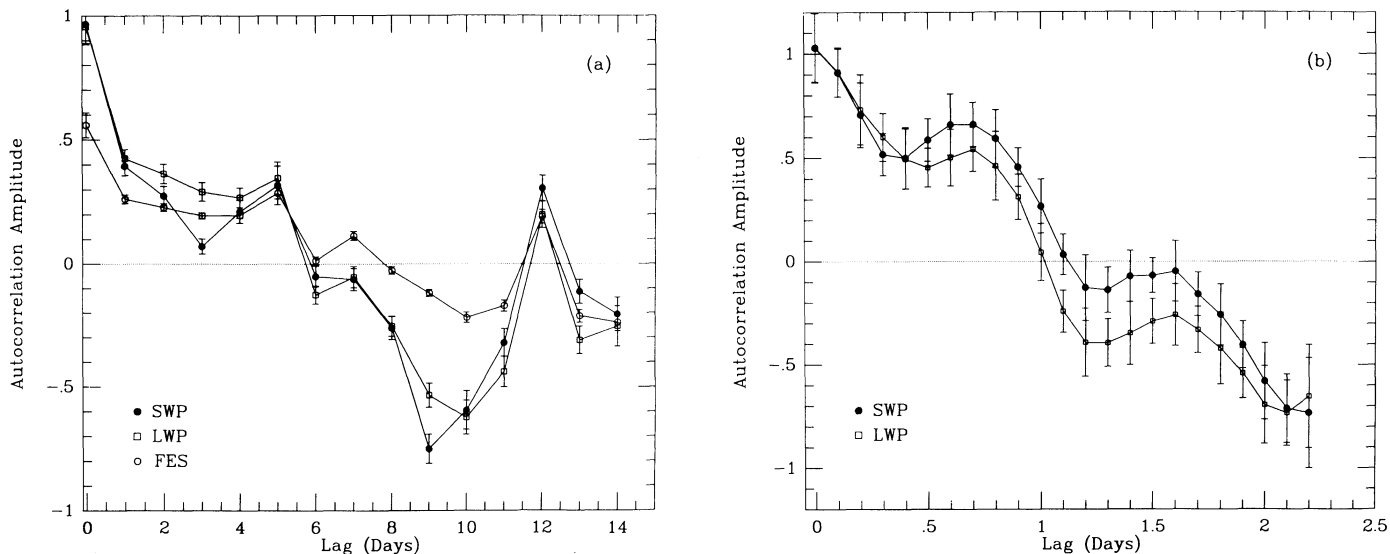 1
.5
0
-.5
-1
Autocorrelation Amplitude
(a)
SWP
LWP
FES
0
2
4
6
8
10
12
14
Lag (Days)
1
.5
0
-.5
-1
Autocorrelation Amplitude
(b)
SWP
LWP
0
.5
1
1.5
2
2.5
Lag (Days)